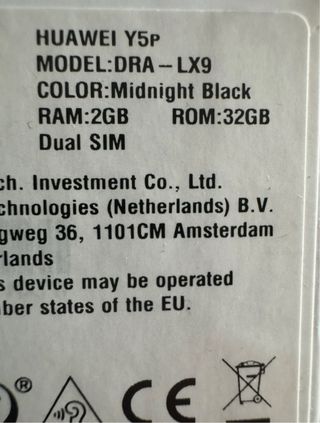 HUAWEI Y5P
MODEL:DRA-LX9
COLOR:Midnight Black
RAM:2GB ROM:32GB
Dual SIM
ch. Investment Co., Ltd.
chnologies (Netherlands) B.V.
gweg 36, 1101CM Amsterdam
rlands
s device may be operated
ber states of the EU.
® CE